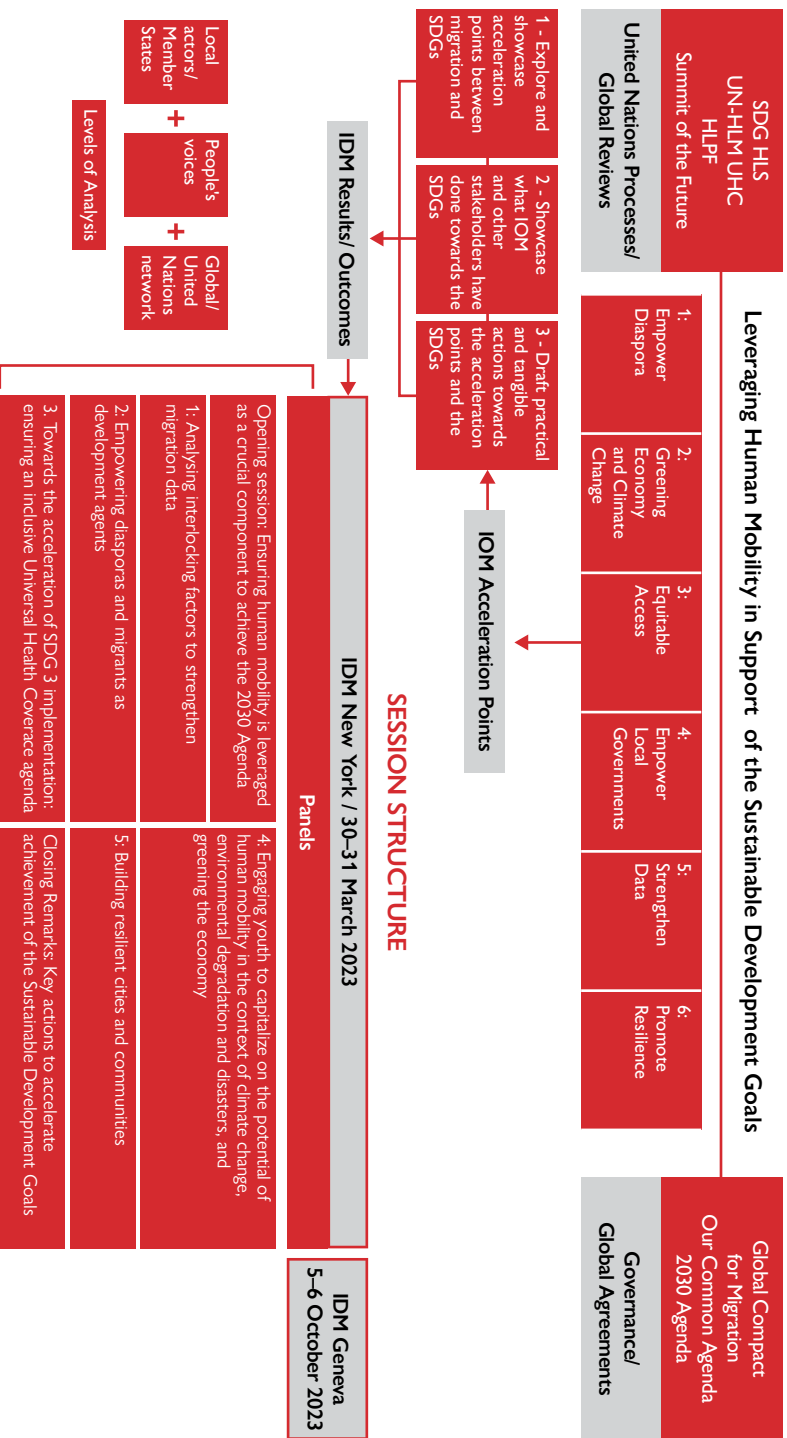 Leveraging Human Mobility in Support of the Sustainable Development Goals
SDG HLS
UN-HLM UHC
HLPF
Summit of the Future
United Nations Processes/
Global Reviews
1:
Empower
Diaspora
2:
Greening
Economy
and Climate
Change
3:
Equitable
Access
4:
Empower
Local
Governments
5:
Strengthen
Data
6:
Promote
Resilience
Global Compact
for Migration
Our Common Agenda
2030 Agenda
Governance/
Global Agreements
IOM Acceleration Points
1 - Explore and
showcase
acceleration
points between
migration and
SDGs
2 - Showcase
what IOM
and other
stakeholders have
done towards the
SDGs
3 - Draft practical
and tangible
actions towards
the acceleration
points and the
SDGs
SESSION STRUCTURE
IDM Results/ Outcomes
IDM New York / 30–31 March 2023
IDM Geneva
5–6 October 2023
Panels
Opening session: Ensuring human mobility is leveraged
as a crucial component to achieve the 2030 Agenda
1: Analysing interlocking factors to strengthen
migration data
2: Empowering diasporas and migrants as
development agents
3. Towards the acceleration of SDG 3 implementation:
ensuring an inclusive Universal Health Coverace agenda
4: Engaging youth to capitalize on the potential of
human mobility in the context of climate change,
environmental degradation and disasters, and
greening the economy
5: Building resilient cities and communities
Closing Remarks: Key actions to accelerate
achievement of the Sustainable Development Goals
Local
actors/
Member
States
+
People's
voices
+
Global/
United
Nations
network
Levels of Analysis